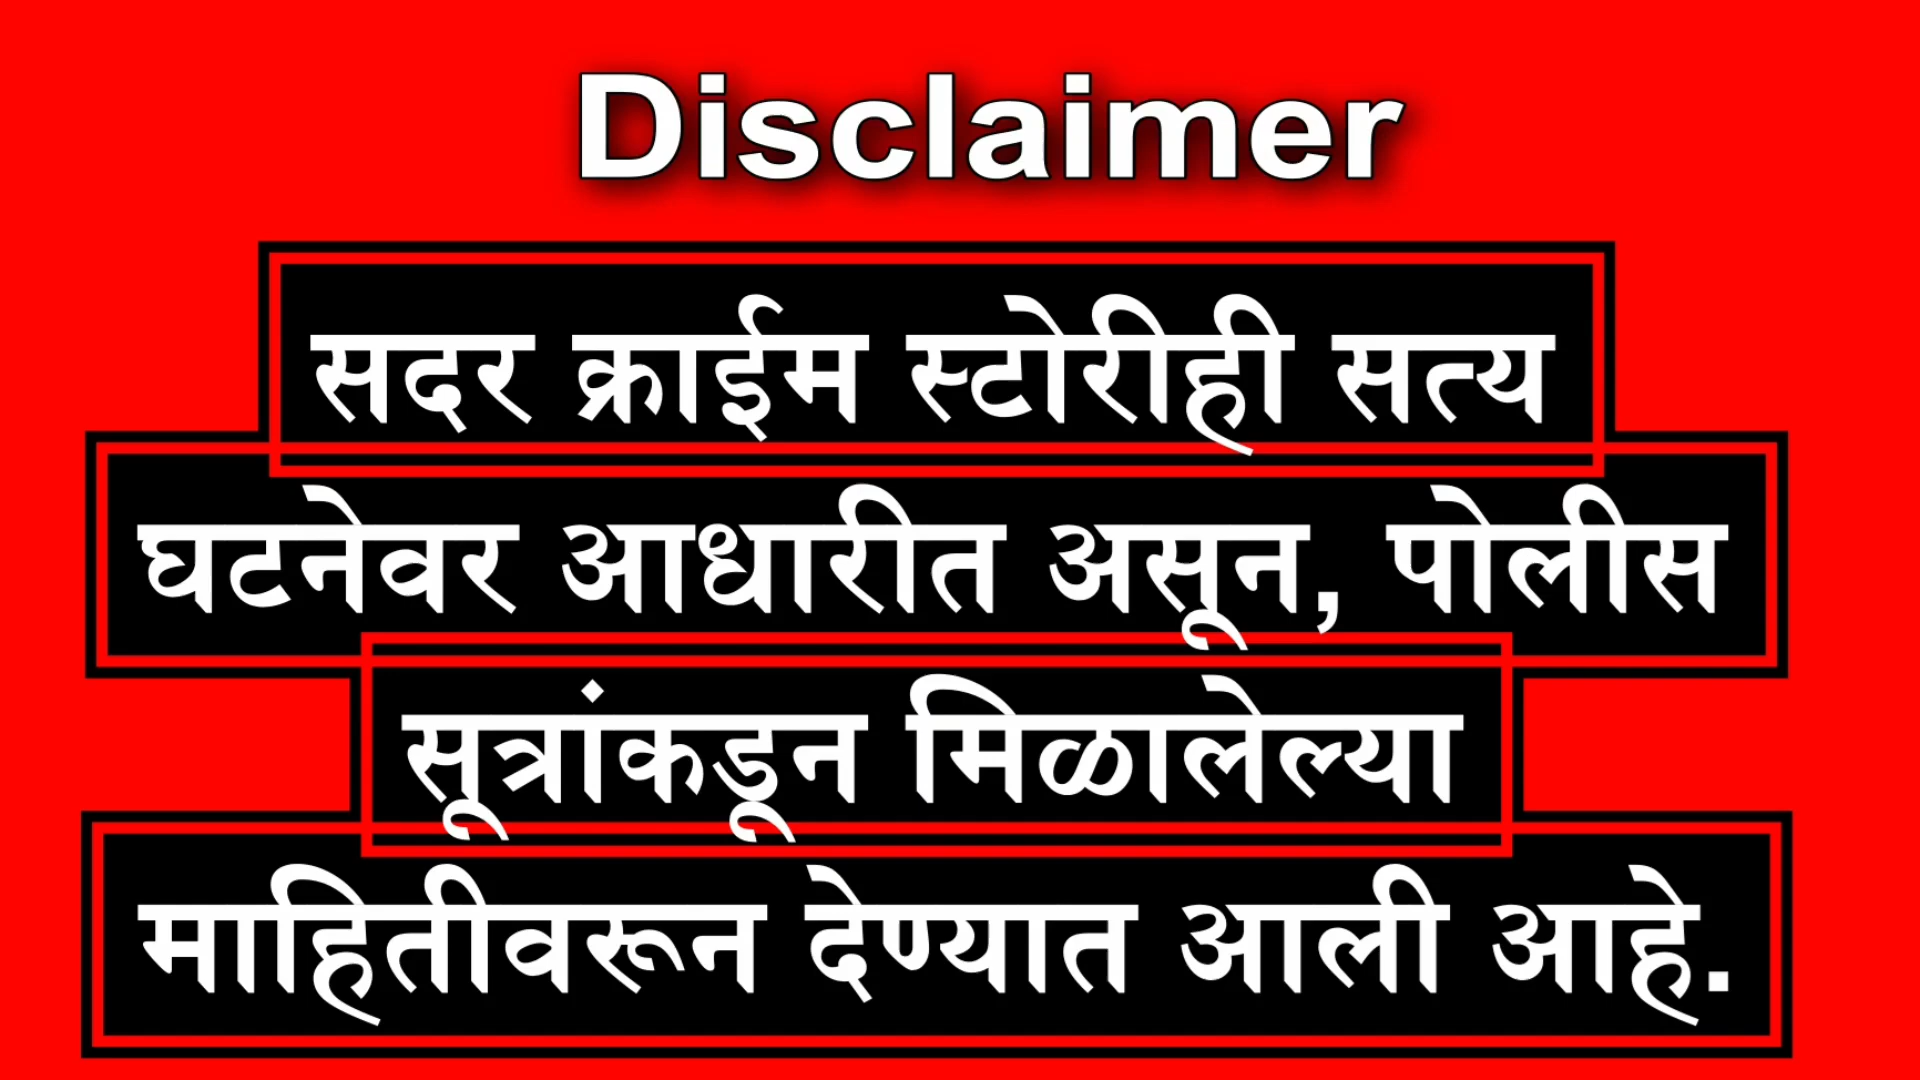 Disclaimer
सदर क्राईम स्टोरीही सत्य
घटनेवर आधारीत असून, पोलीस
सूत्रांकडून मिळालेल्या
माहितीवरून देण्यात आली आहे.